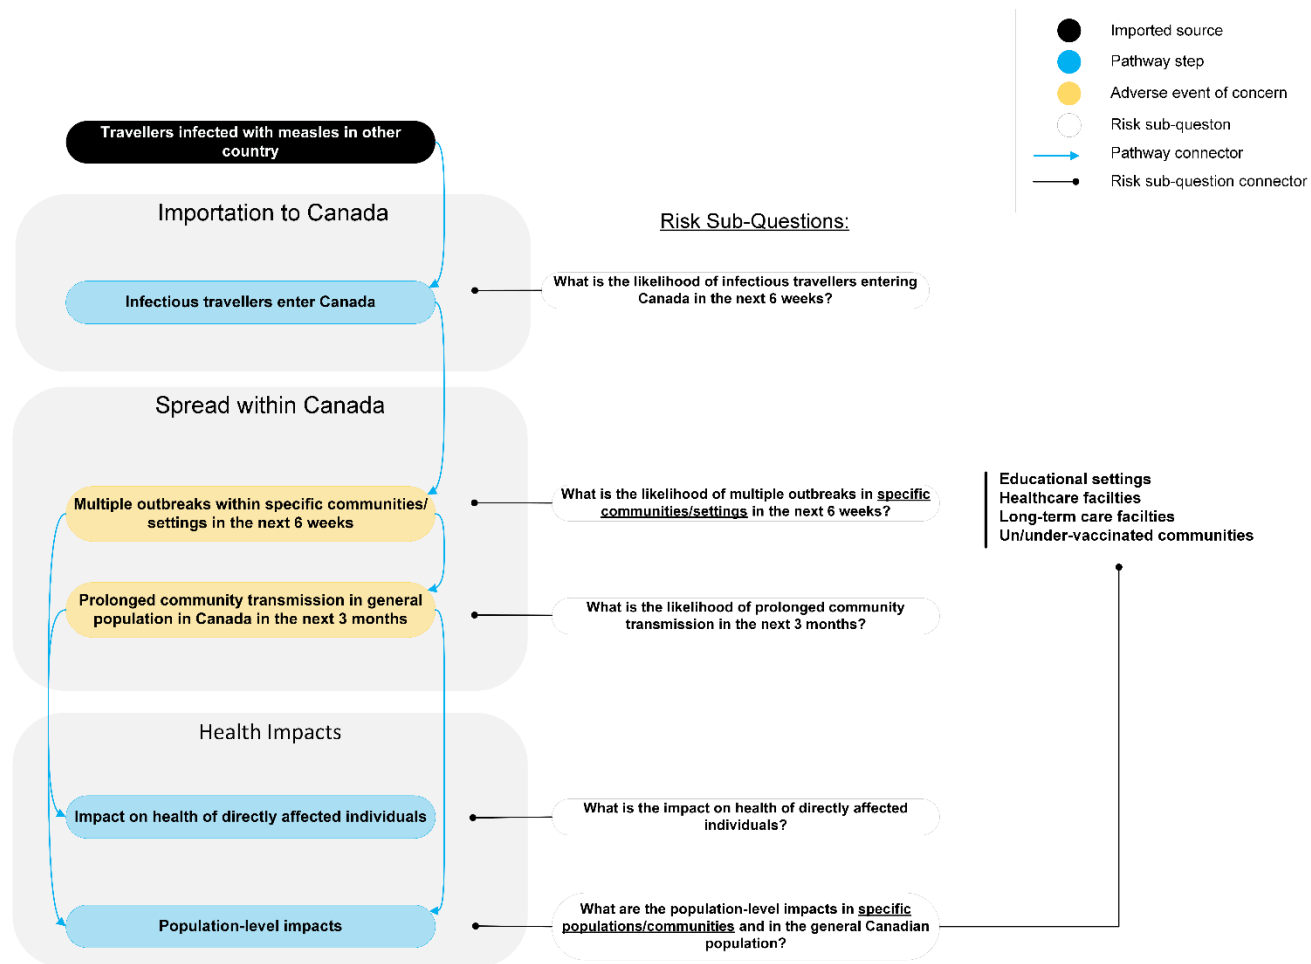 Imported source
Pathway step
Adverse event of concern
Risk sub-queston
Pathway connector
Risk sub-question connector
Travellers infected with measles in other
country
Importation to Canada
Risk Sub-Questions:
Infectious travellers enter Canada
What is the likelihood of infectious travellers entering
Canada in the next 6 weeks?
Spread within Canada
Multiple outbreaks within specific communities/
settings in the next 6 weeks
What is the likelihood of multiple outbreaks in specific
communities/settings in the next 6 weeks?
Educational settings
Healthcare facilties
Long-term care facilties
Un/under-vaccinated communities
Prolonged community transmission in general
population in Canada in the next 3 months
What is the likelihood of prolonged community
transmission in the next 3 months?
Health Impacts
Impact on health of directly affected individuals
What is the impact on health of directly affected
individuals?
Population-level impacts
What are the population-level impacts in specific
populations/communities and in the general Canadian
population?